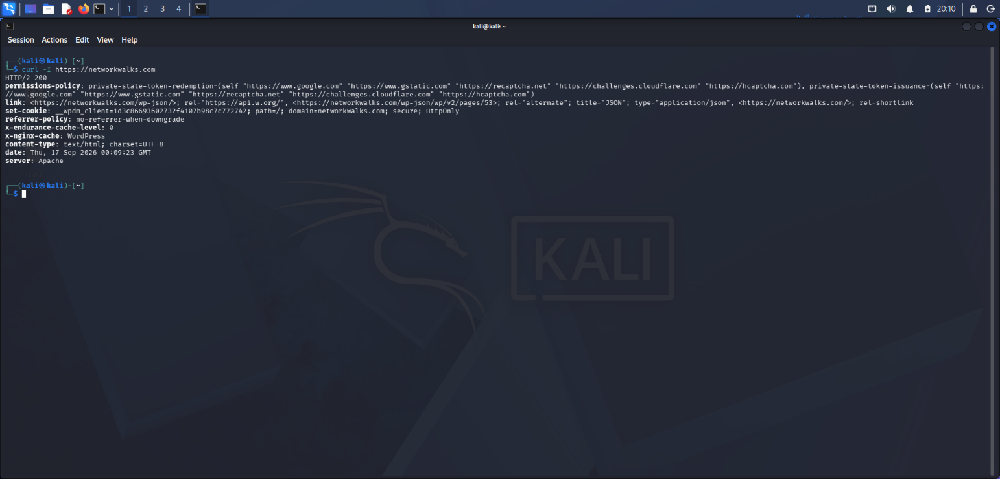 1 2 3 4 20:10
kali@kali: ~
Session Actions Edit View Help
┌──(kali㉿kali)-[~]
└─$ curl -I https://networkwalks.com
HTTP/2 200
permissions-policy: private-state-token-redemption=(self "https://www.google.com" "https://www.gstatic.com" "https://recaptcha.net" "https://challenges.cloudflare.com" "https://hcaptcha.com"), private-state-token-issuance=(self "https:
//www.google.com" "https://www.gstatic.com" "https://recaptcha.net" "https://challenges.cloudflare.com" "https://hcaptcha.com")
link: <https://networkwalks.com/wp-json/>; rel="https://api.w.org/", <https://networkwalks.com/wp-json/wp/v2/pages/53>; rel="alternate"; title="JSON"; type="application/json", <https://networkwalks.com/>; rel=shortlink
set-cookie: __wpdm_client=1d3c86693602732f4107b98c7c772742; path=/; domain=networkwalks.com; secure; HttpOnly
referrer-policy: no-referrer-when-downgrade
x-endurance-cache-level: 0
x-nginx-cache: WordPress
content-type: text/html; charset=UTF-8
date: Thu, 17 Sep 2026 00:09:23 GMT
server: Apache
┌──(kali㉿kali)-[~]
└─$
KALI